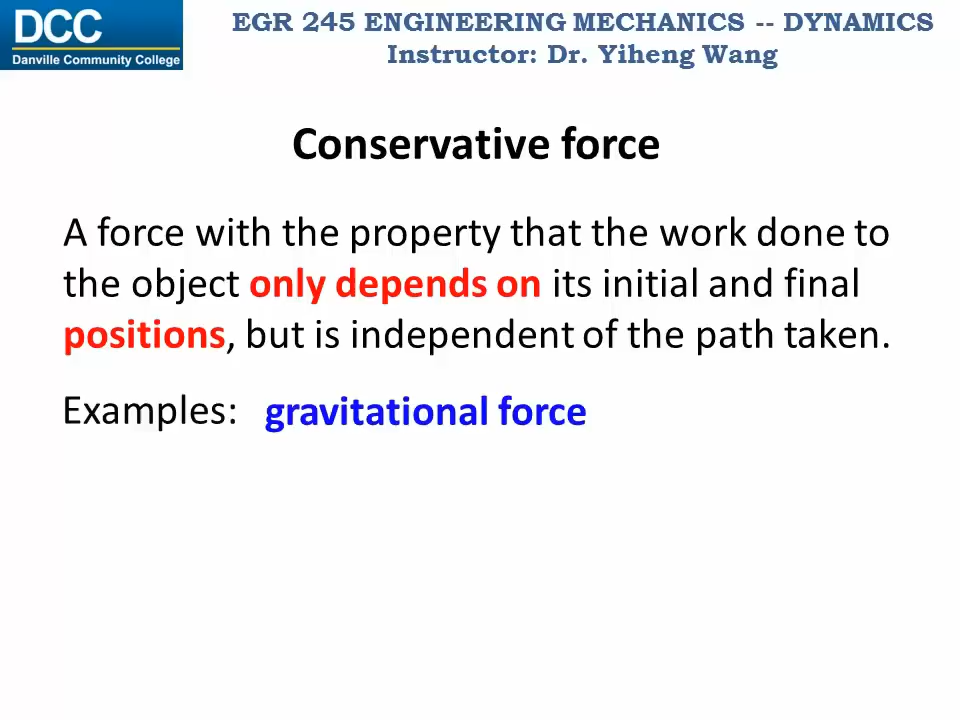 DCC
Danville Community College
EGR 245 ENGINEERING MECHANICS -- DYNAMICS
Instructor: Dr. Yiheng Wang
Conservative force
A force with the property that the work done to
the object only depends on its initial and final
positions, but is independent of the path taken.
Examples: gravitational force